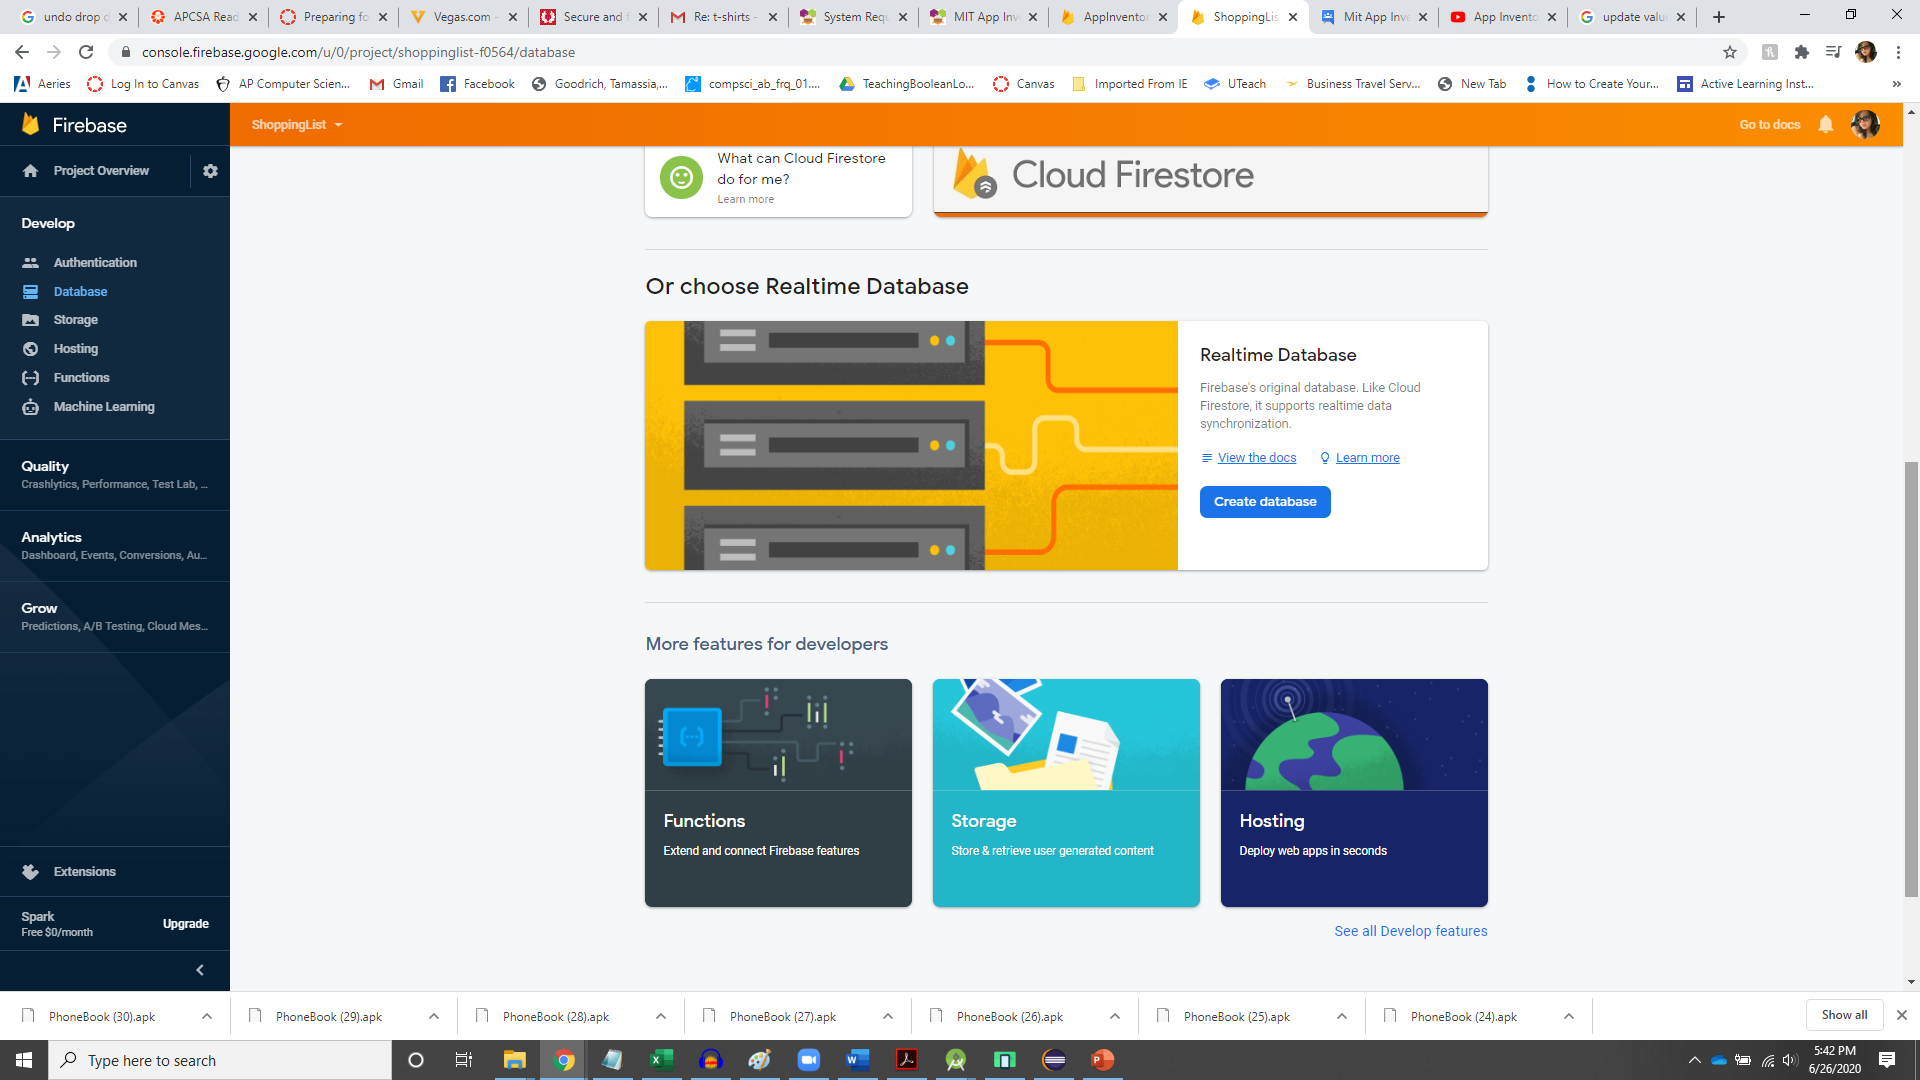 undo drop d
APCSA Read
Preparing fo
Vegas.com -
Secure and f
Re: t-shirts -
System Requ
MIT App Inv
AppInventor
ShoppingLis
Mit App Inve
App Invento
update valu
console.firebase.google.com/u/0/project/shoppinglist-f0564/database
Aeries
Log In to Canvas
AP Computer Scien...
Gmail
Facebook
Goodrich, Tamassia,...
compsci_ab_frq_01....
TeachingBooleanLo...
Canvas
Imported From IE
UTeach
Business Travel Serv...
New Tab
How to Create Your...
Active Learning Inst...
»
Firebase
ShoppingList
Go to docs
Project Overview
Develop
Authentication
Database
Storage
Hosting
Functions
Machine Learning
Quality
Crashlytics, Performance, Test Lab, ...
Analytics
Dashboard, Events, Conversions, Au...
Grow
Predictions, A/B Testing, Cloud Mes...
Extensions
Spark
Free $0/month
Upgrade
What can Cloud Firestore
do for me?
Learn more
Cloud Firestore
Or choose Realtime Database
Realtime Database
Firebase's original database. Like Cloud
Firestore, it supports realtime data
synchronization.
View the docs
Learn more
Create database
More features for developers
Functions
Extend and connect Firebase features
Storage
Store & retrieve user generated content
Hosting
Deploy web apps in seconds
See all Develop features
PhoneBook (30).apk
PhoneBook (29).apk
PhoneBook (28).apk
PhoneBook (27).apk
PhoneBook (26).apk
PhoneBook (25).apk
PhoneBook (24).apk
Show all
Type here to search
5:42 PM
6/26/2020